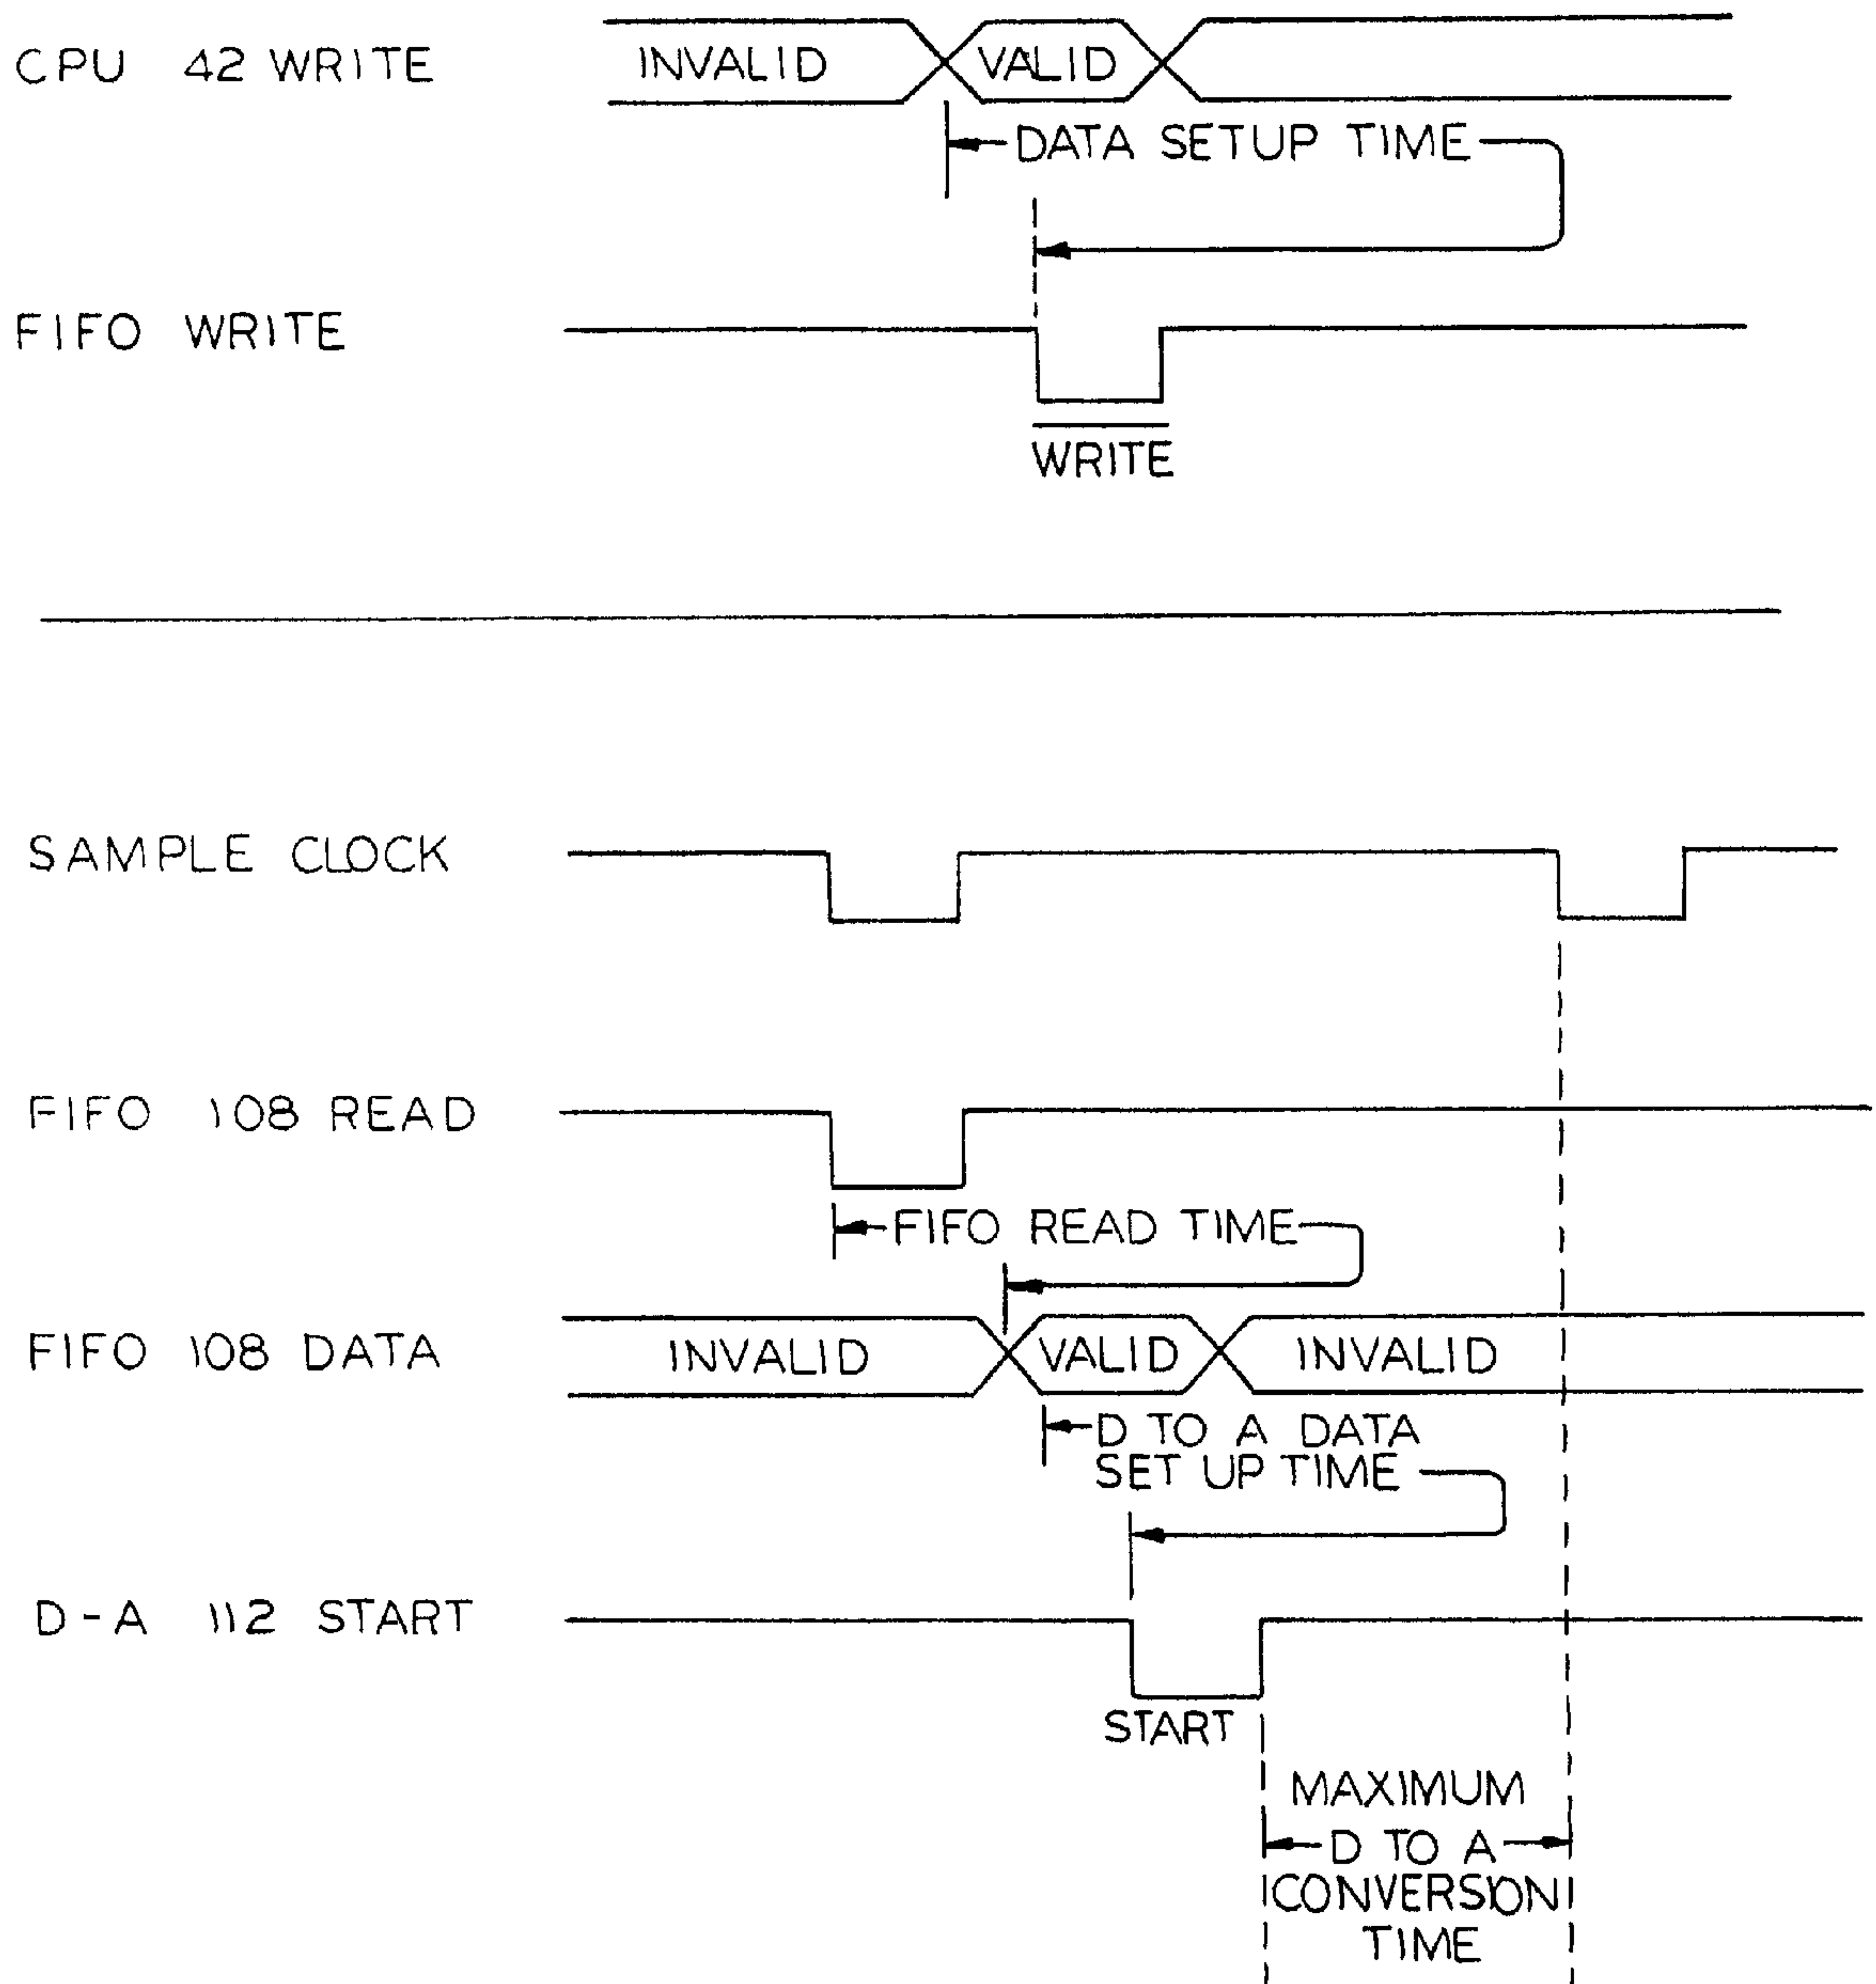 CPU 42 WRITE
INVALID
VALID
DATA SETUP TIME
FIFO WRITE
WRITE
SAMPLE CLOCK
FIFO 108 READ
FIFO READ TIME
FIFO 108 DATA
INVALID
VALID
INVALID
D TO A DATA
SET UP TIME
D-A 112 START
START
MAXIMUM
D TO A
CONVERSION
TIME